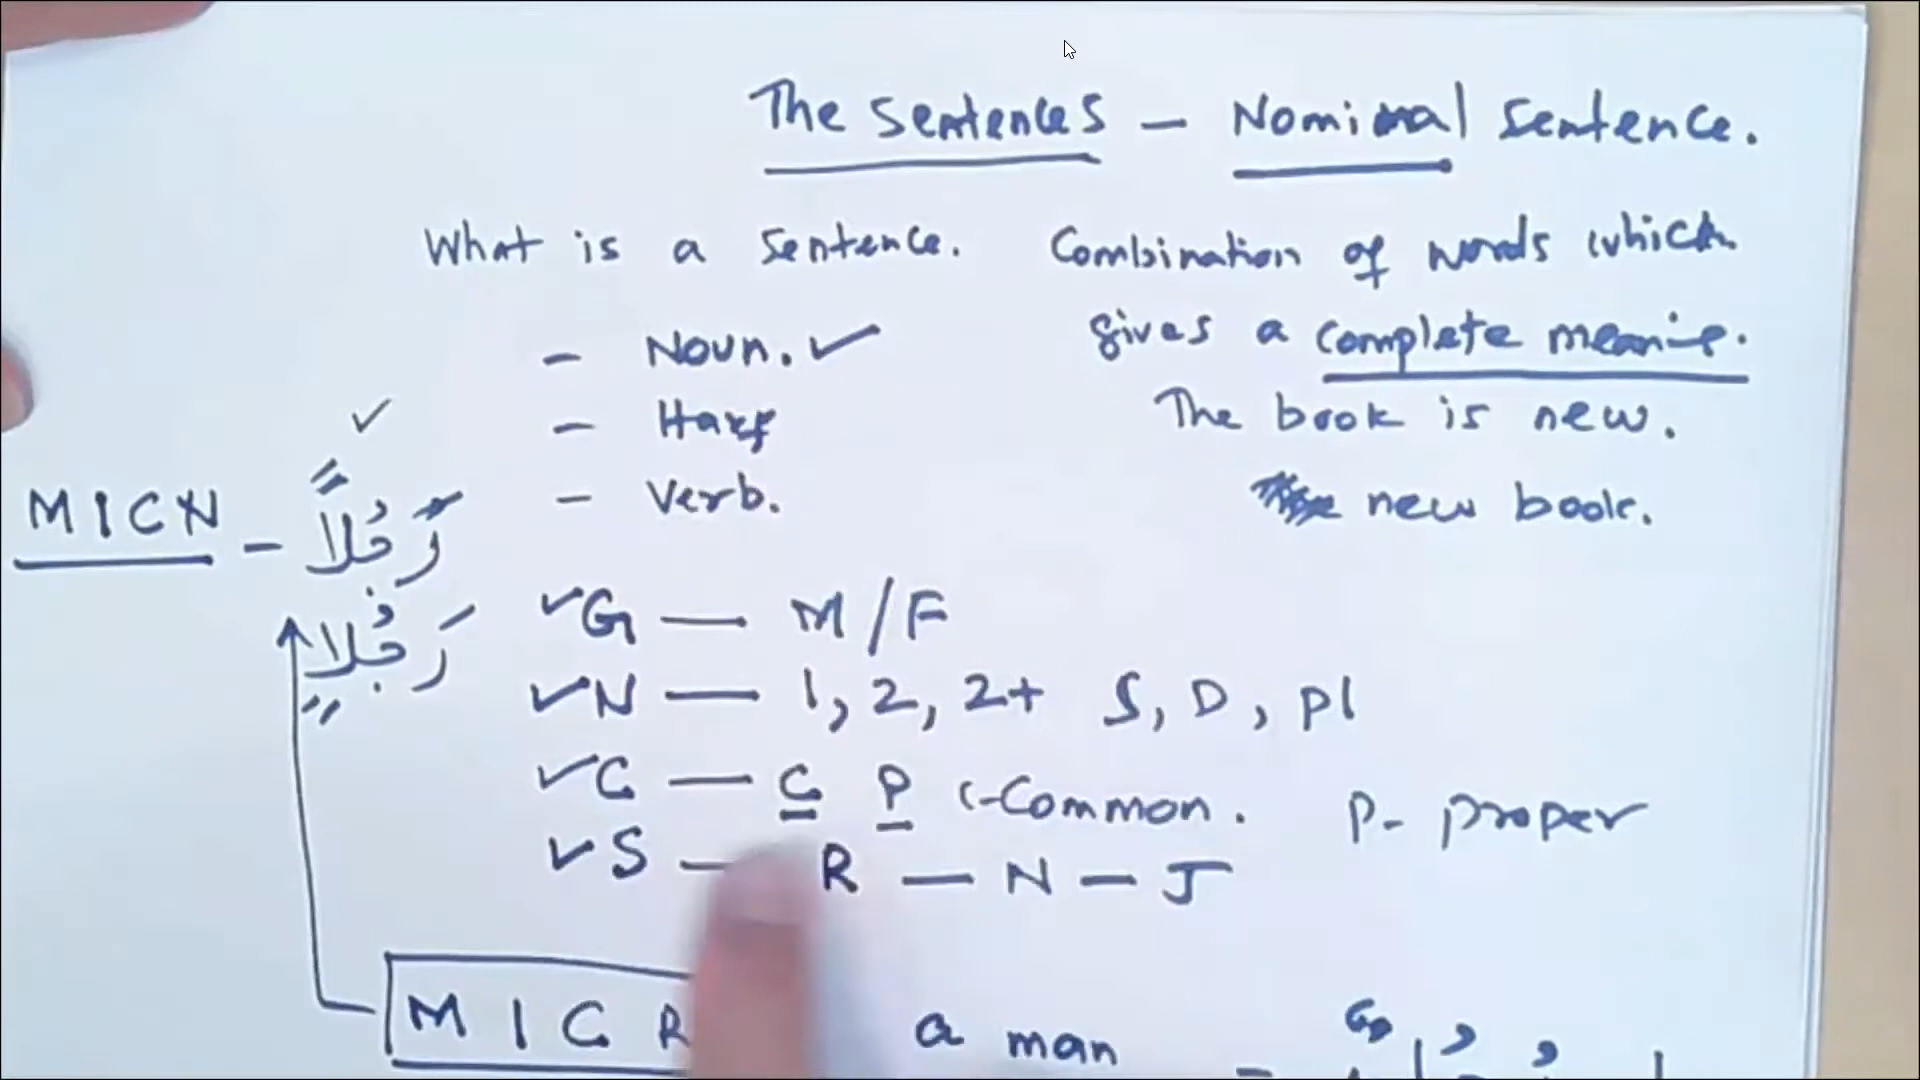 The Sentences - Nominal Sentence.
What is a Sentence. Combination of words which
gives a complete meaning.
- Noun. ✓
The book is new.
- Harf
new book.
- Verb.
✓
MICN - رَجُلاً
رَجُلاٍ
✓G — M/F
✓N — 1, 2, 2+ S, D, pl
✓C — C P C-Common. P- proper
✓S — R — N — J
M I C R a man -